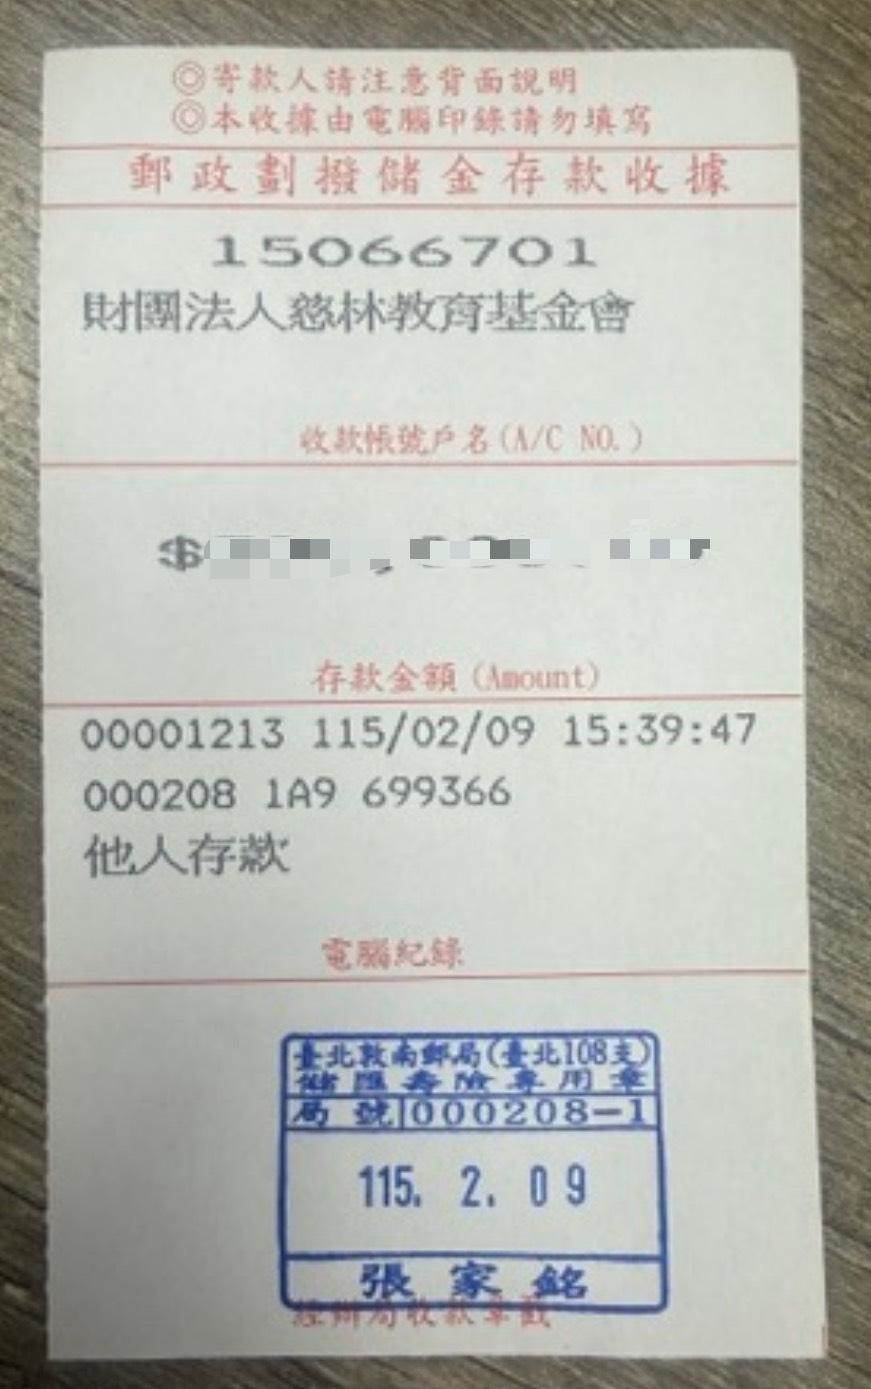 ◎寄款人請注意背面說明
◎本收據由電腦印錄請勿填寫
郵政劃撥儲金存款收據
15066701
財團法人慈林教育基金會
收款帳號戶名(A/C NO.)
$
存款金額 (Amount)
00001213 115/02/09 15:39:47
000208 1A9 699366
他人存款
電腦紀錄
臺北敦南郵局(臺北108支)
儲匯壽險專用章
局號 000208-1
115. 2. 09
張家銘
經辦局收款章戳